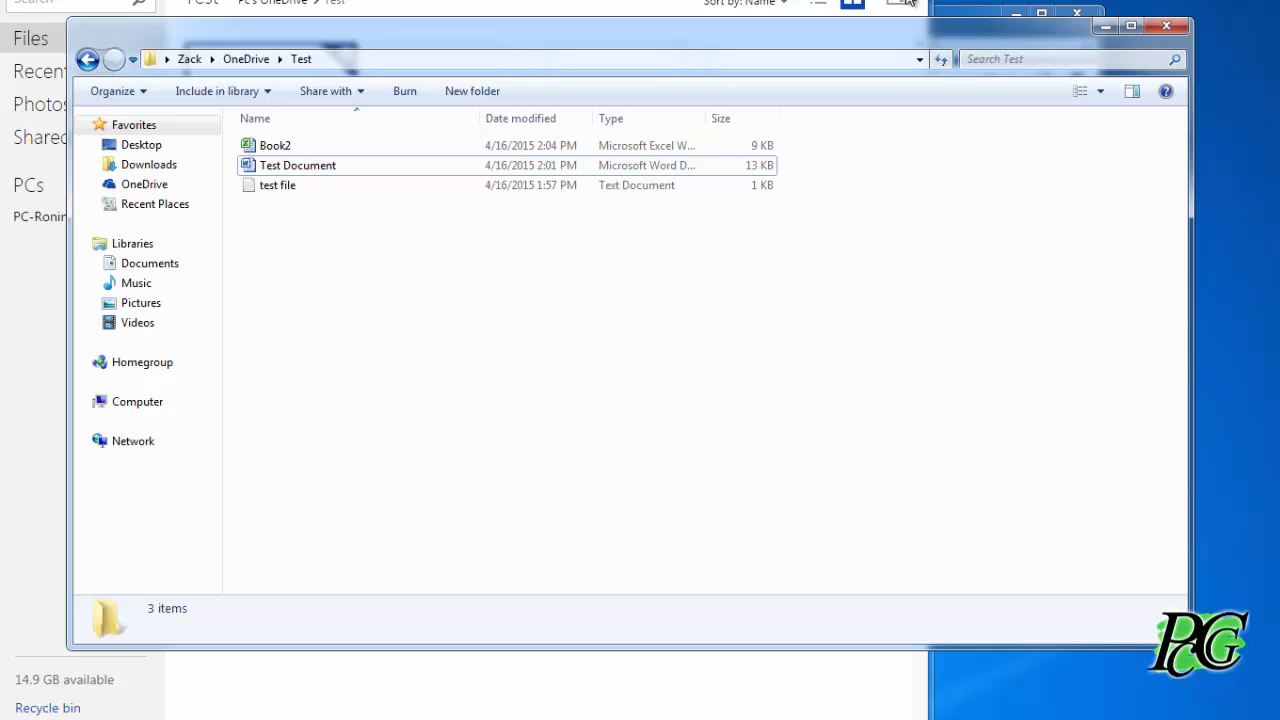 Search
Pc's OneDrive > Test
Sort by: Name
Files
Recent
Photos
Shared
PCs
PC-Ronin
14.9 GB available
Recycle bin
Zack
OneDrive
Test
Search Test
Organize
Include in library
Share with
Burn
New folder
Favorites
Desktop
Downloads
OneDrive
Recent Places
Libraries
Documents
Music
Pictures
Videos
Homegroup
Computer
Network
Name Date modified Type Size
Book2 4/16/2015 2:04 PM Microsoft Excel W... 9 KB
Test Document 4/16/2015 2:01 PM Microsoft Word D... 13 KB
test file 4/16/2015 1:57 PM Text Document 1 KB
3 items
PCG